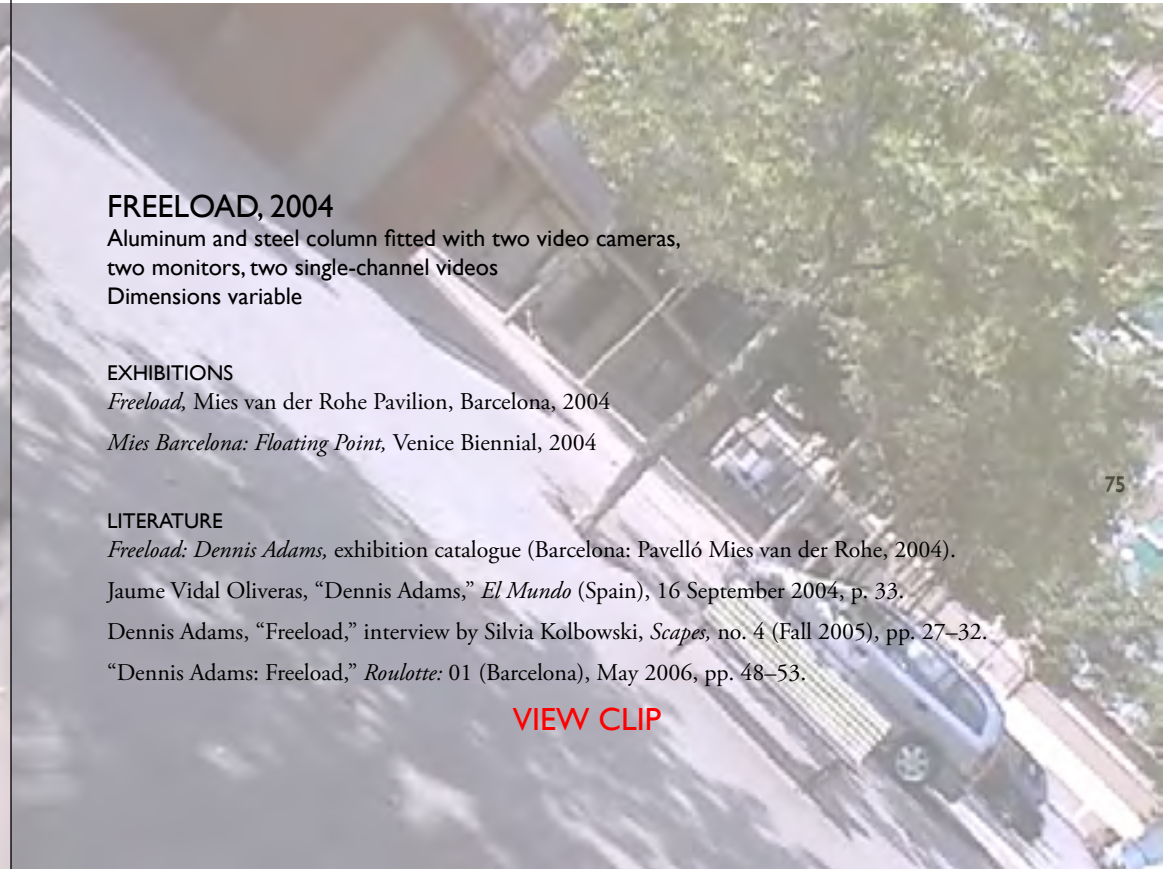 FREELOAD, 2004
Aluminum and steel column fitted with two video cameras,
two monitors, two single-channel videos
Dimensions variable
EXHIBITIONS
Freeload, Mies van der Rohe Pavilion, Barcelona, 2004
Mies Barcelona: Floating Point, Venice Biennial, 2004
75
LITERATURE
Freeload: Dennis Adams, exhibition catalogue (Barcelona: Pavelló Mies van der Rohe, 2004).
Jaume Vidal Oliveras, “Dennis Adams,” El Mundo (Spain), 16 September 2004, p. 33.
Dennis Adams, “Freeload,” interview by Silvia Kolbowski, Scapes, no. 4 (Fall 2005), pp. 27–32.
“Dennis Adams: Freeload,” Roulotte: 01 (Barcelona), May 2006, pp. 48–53.
VIEW CLIP